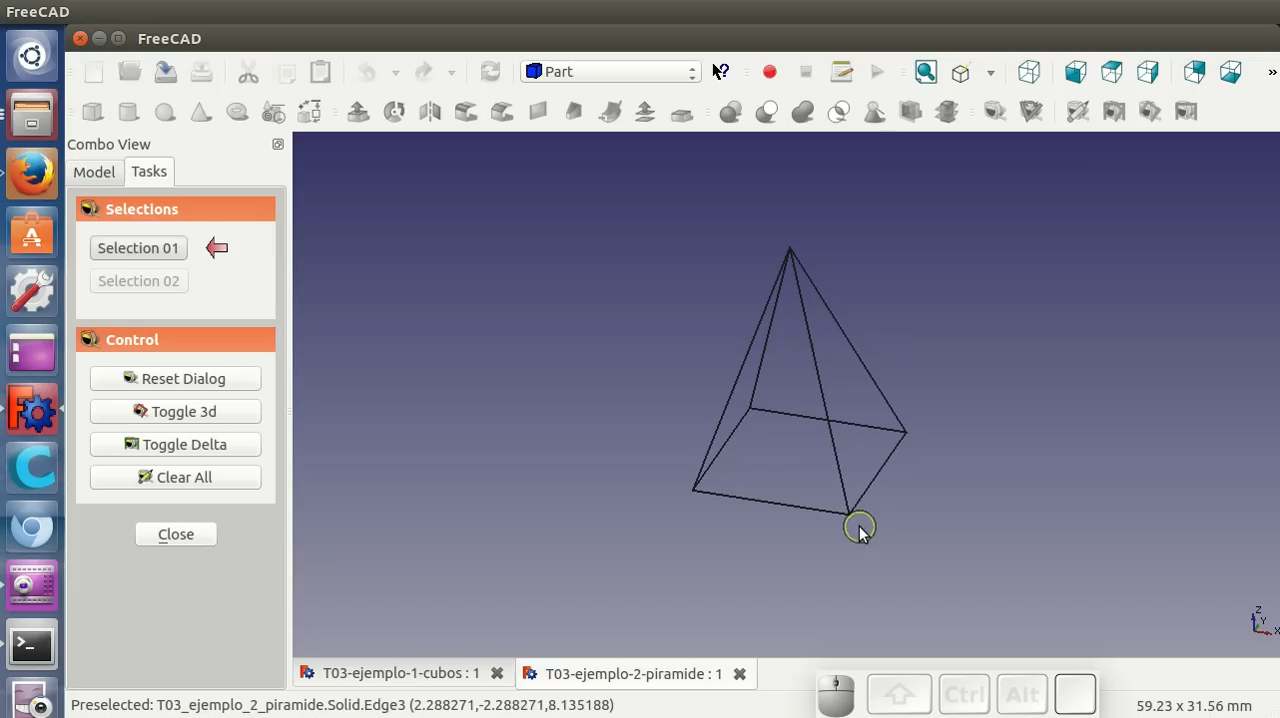 FreeCAD
FreeCAD
Part
»
Combo View
Model
Tasks
Selections
Selection 01
Selection 02
Control
Reset Dialog
Toggle 3d
Toggle Delta
Clear All
Close
Z
Y
X
T03-ejemplo-1-cubos : 1
T03-ejemplo-2-piramide : 1
Ctrl
Alt
Preselected: T03_ejemplo_2_piramide.Solid.Edge3 (2.288271,-2.288271,8.135188)
59.23 x 31.56 mm